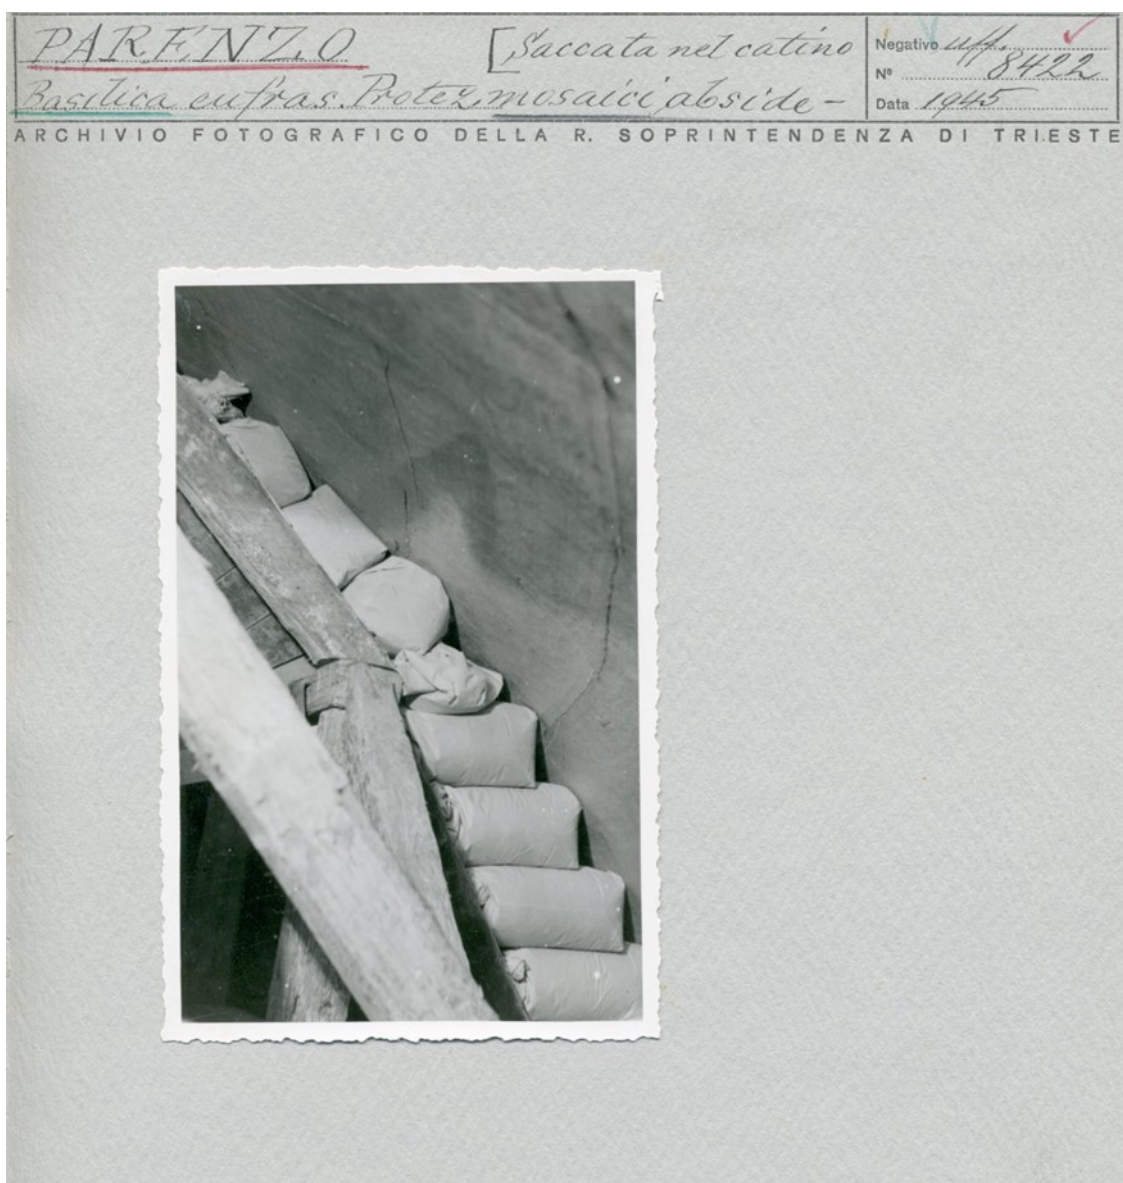 PARENZO [Saccata nel catino
Basilica eufras. Protez. mosaici, abside -
Negativo uff.
Nº 8422
Data 1945
ARCHIVIO FOTOGRAFICO DELLA R. SOPRINTENDENZA DI TRIESTE